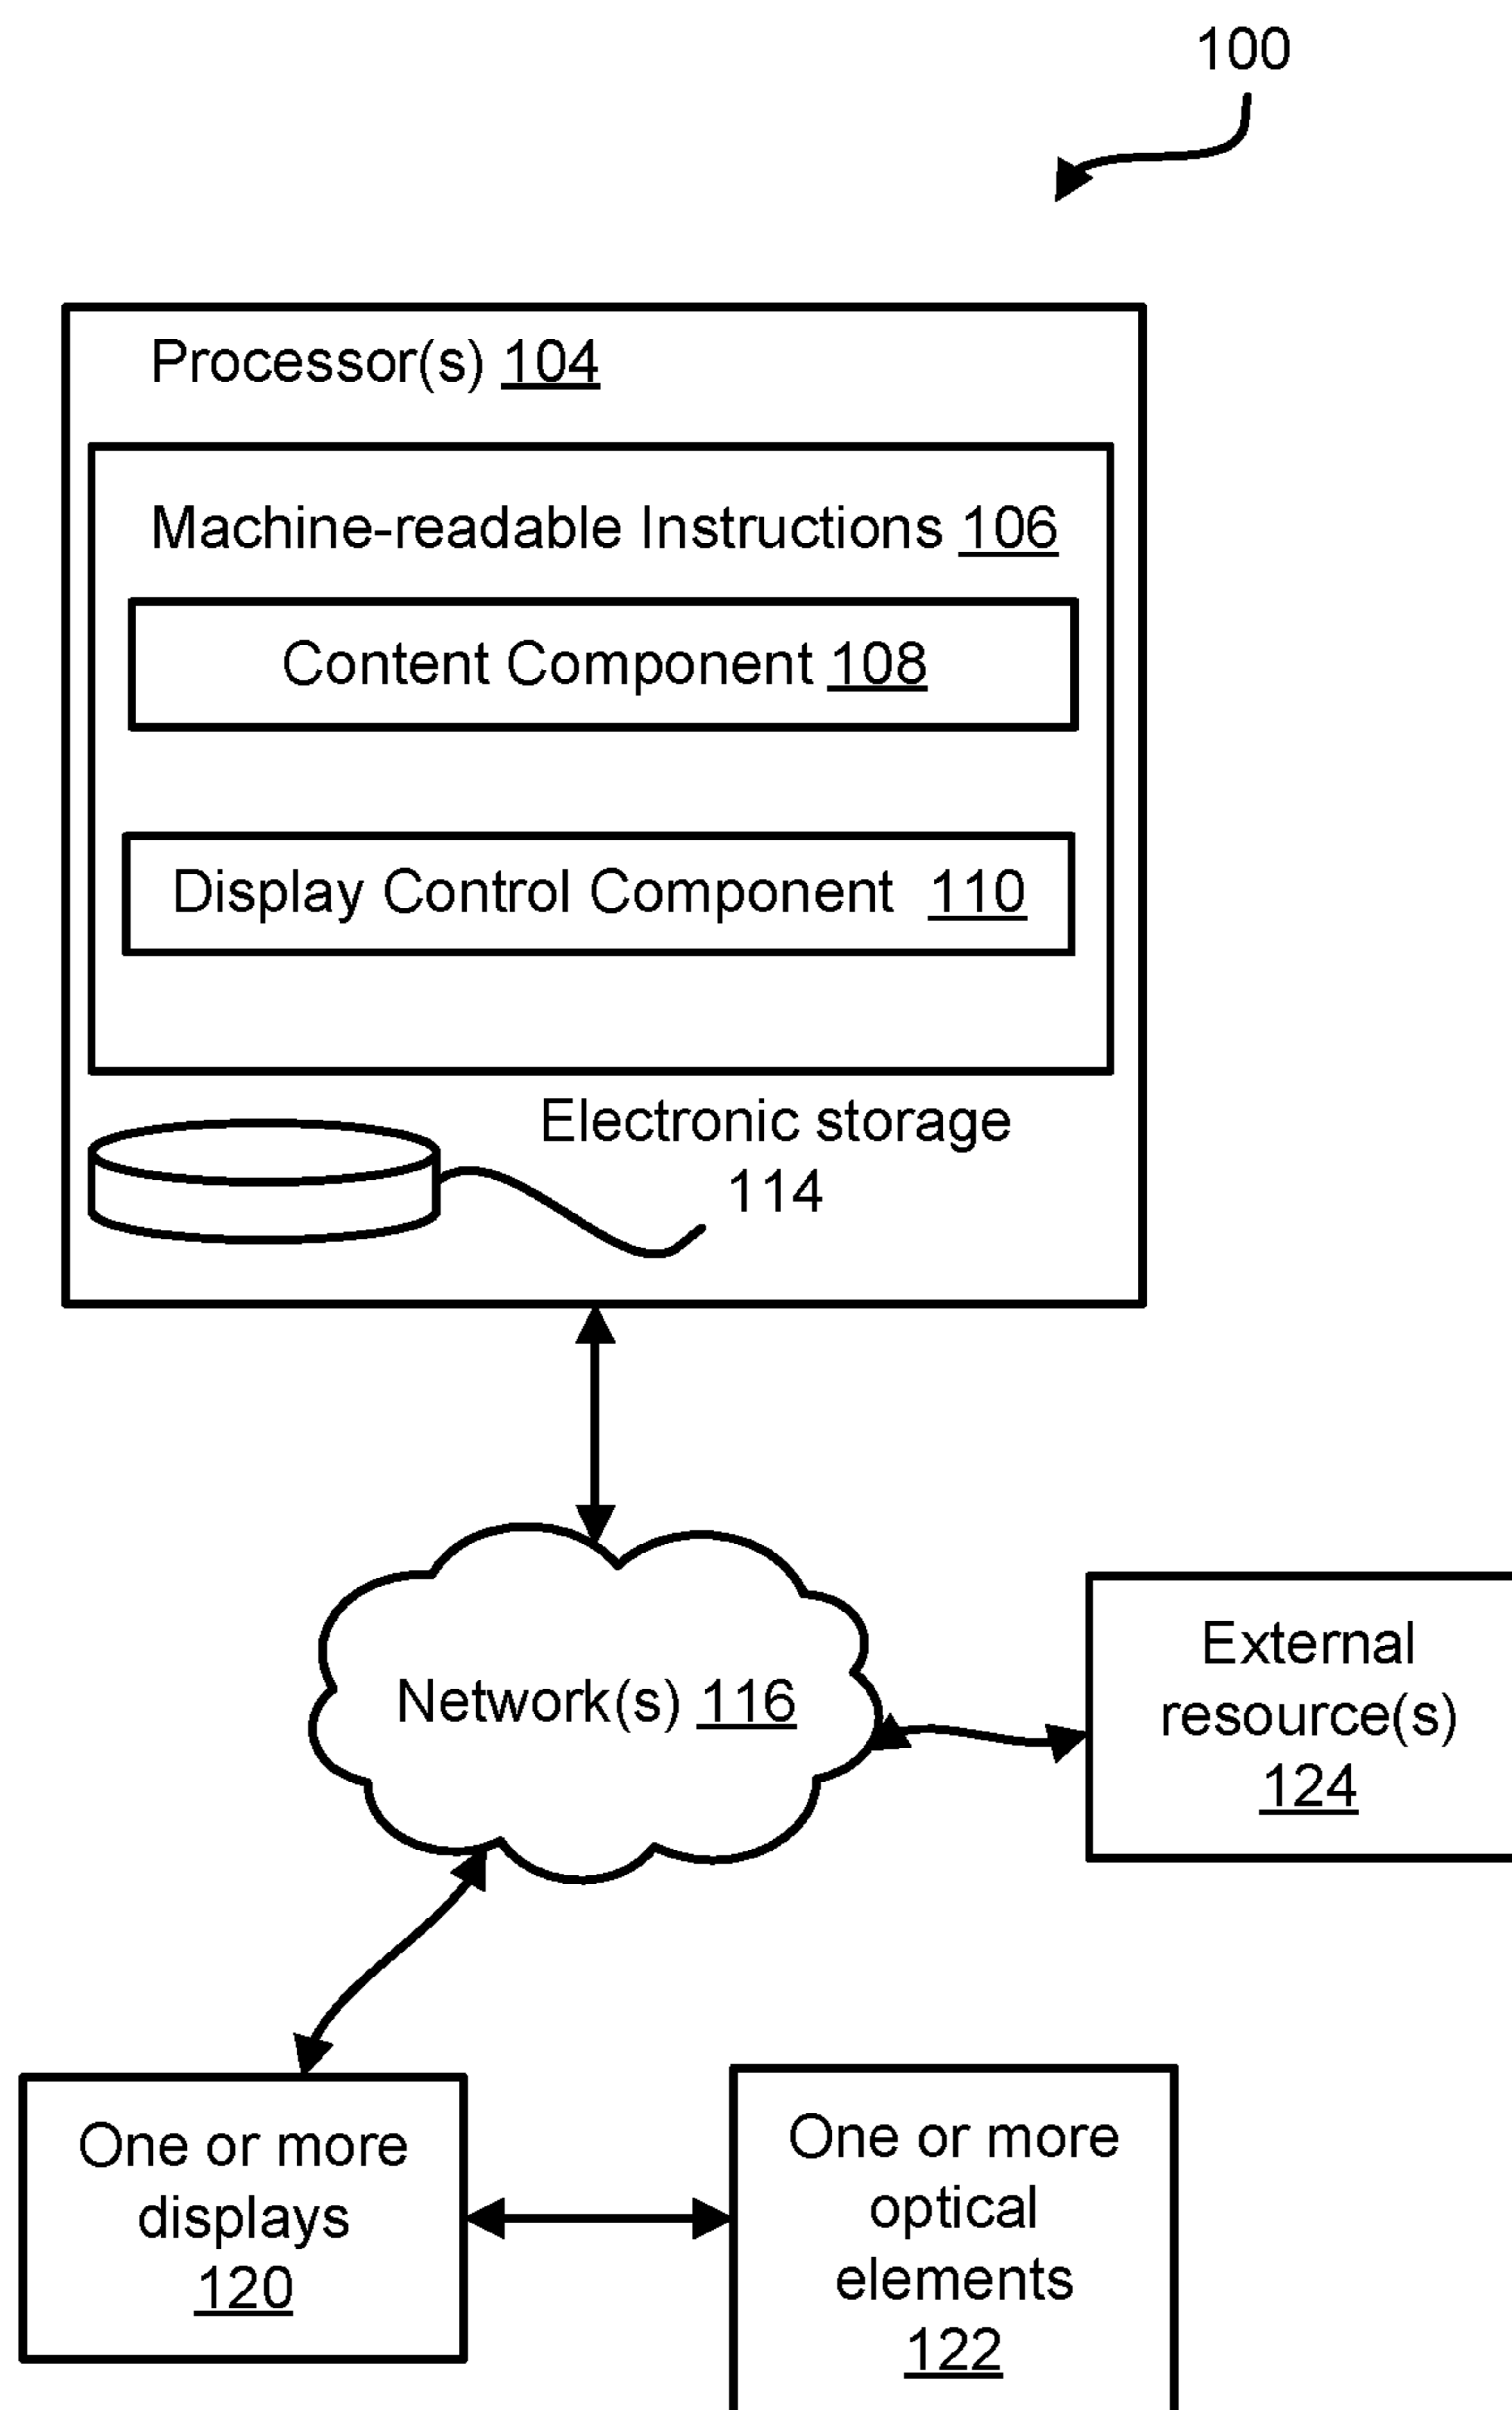 100
Processor(s) 104
Machine-readable Instructions 106
Content Component 108
Display Control Component 110
Electronic storage
114
Network(s) 116
External
resource(s)
124
One or more
displays
120
One or more
optical
elements
122